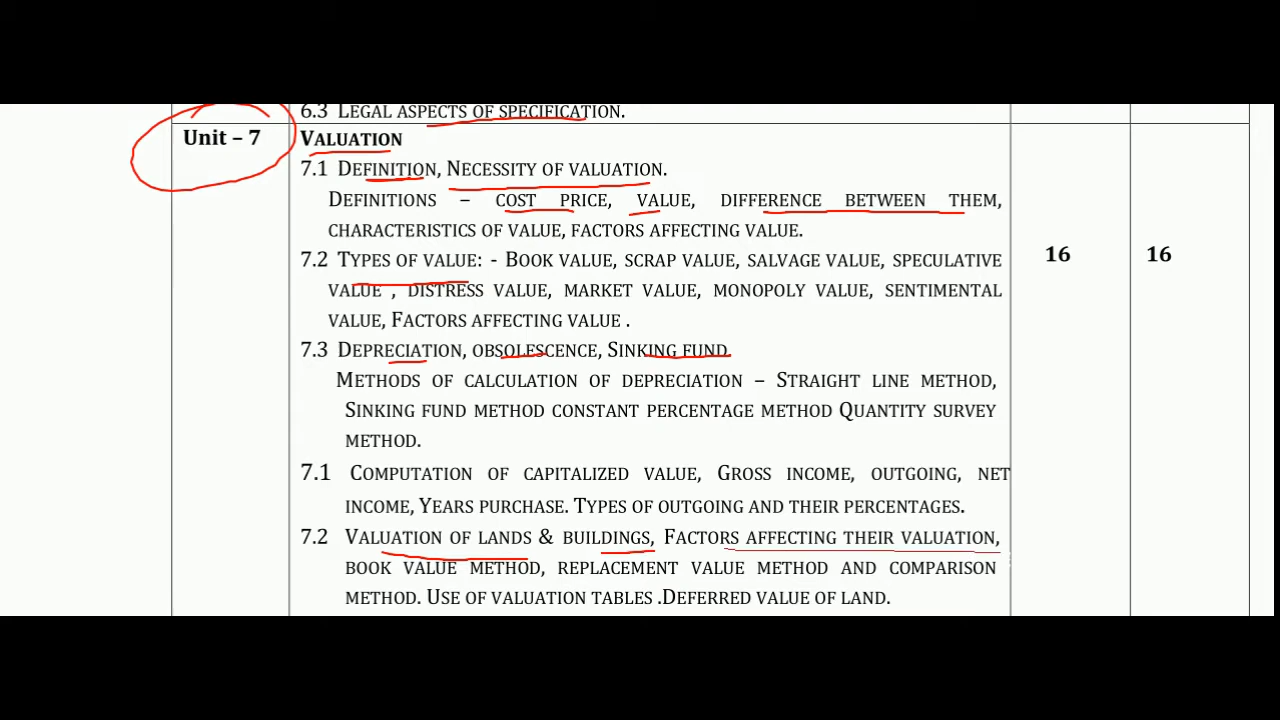 6.3 LEGAL ASPECTS OF SPECIFICATION.
Unit – 7 VALUATION
7.1 DEFINITION, NECESSITY OF VALUATION.
DEFINITIONS – COST PRICE, VALUE, DIFFERENCE BETWEEN THEM,
CHARACTERISTICS OF VALUE, FACTORS AFFECTING VALUE.
7.2 TYPES OF VALUE: - BOOK VALUE, SCRAP VALUE, SALVAGE VALUE, SPECULATIVE 16 16
VALUE , DISTRESS VALUE, MARKET VALUE, MONOPOLY VALUE, SENTIMENTAL
VALUE, FACTORS AFFECTING VALUE .
7.3 DEPRECIATION, OBSOLESCENCE, SINKING FUND.
METHODS OF CALCULATION OF DEPRECIATION – STRAIGHT LINE METHOD,
SINKING FUND METHOD CONSTANT PERCENTAGE METHOD QUANTITY SURVEY
METHOD.
7.1 COMPUTATION OF CAPITALIZED VALUE, GROSS INCOME, OUTGOING, NET
INCOME, YEARS PURCHASE. TYPES OF OUTGOING AND THEIR PERCENTAGES.
7.2 VALUATION OF LANDS & BUILDINGS, FACTORS AFFECTING THEIR VALUATION,
BOOK VALUE METHOD, REPLACEMENT VALUE METHOD AND COMPARISON
METHOD. USE OF VALUATION TABLES .DEFERRED VALUE OF LAND.